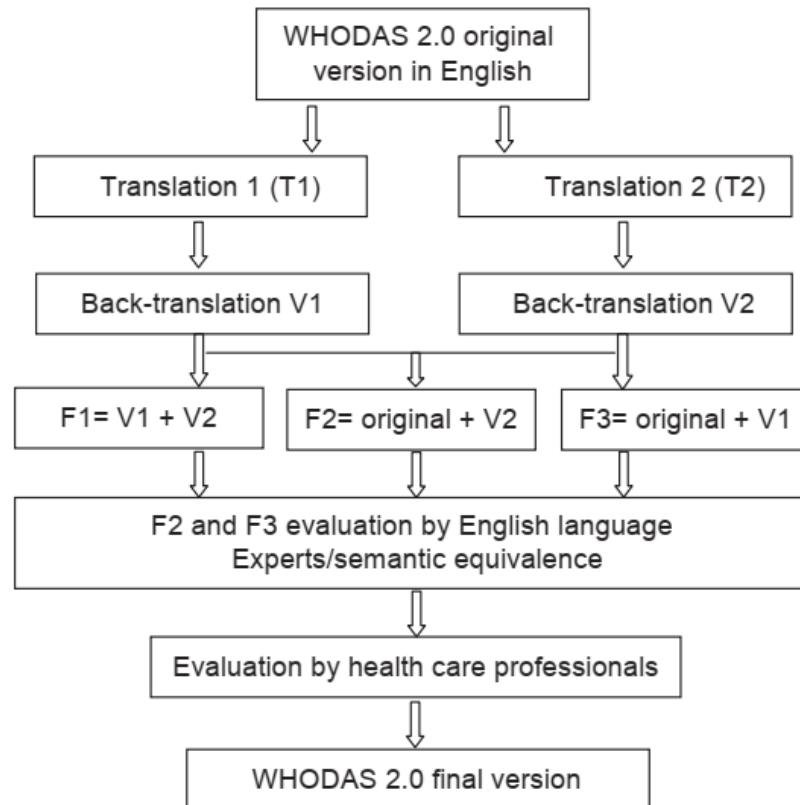 WHODAS 2.0 original
version in English
Translation 1 (T1)
Translation 2 (T2)
Back-translation V1
Back-translation V2
F1= V1 + V2
F2= original + V2
F3= original + V1
F2 and F3 evaluation by English language
Experts/semantic equivalence
Evaluation by health care professionals
WHODAS 2.0 final version